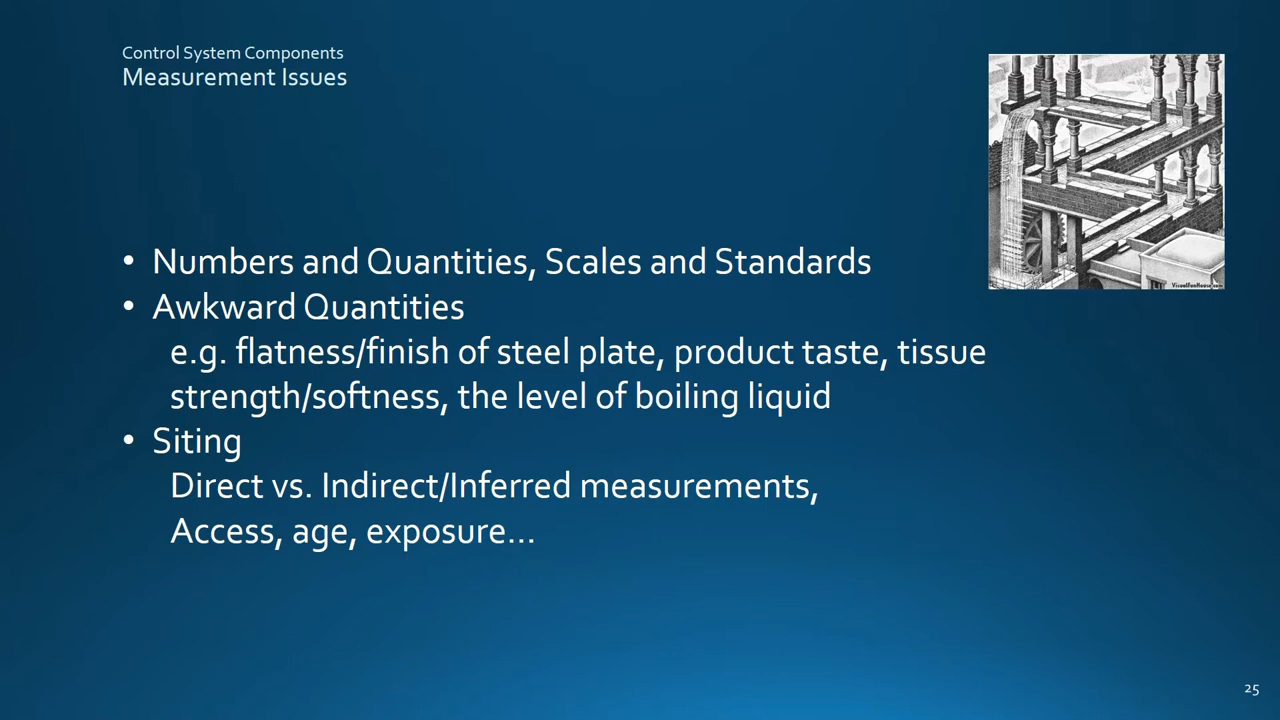 Control System Components
Measurement Issues
• Numbers and Quantities, Scales and Standards
• Awkward Quantities
e.g. flatness/finish of steel plate, product taste, tissue
strength/softness, the level of boiling liquid
• Siting
Direct vs. Indirect/Inferred measurements,
Access, age, exposure...
VisualFunHouse.com
25